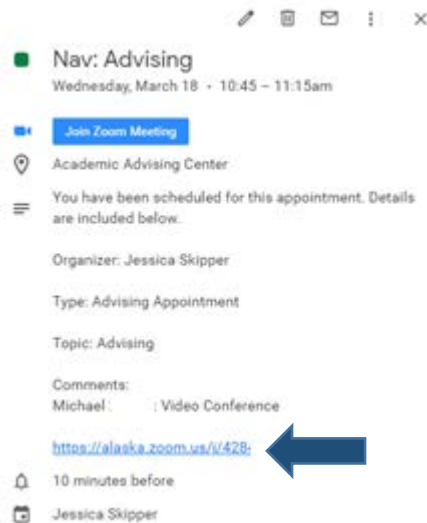 Nav: Advising
Wednesday, March 18 • 10:45 – 11:15am
Join Zoom Meeting
Academic Advising Center
You have been scheduled for this appointment. Details
are included below.
Organizer: Jessica Skipper
Type: Advising Appointment
Topic: Advising
Comments:
Michael : Video Conference
https://alaska.zoom.us/j/428-
10 minutes before
Jessica Skipper